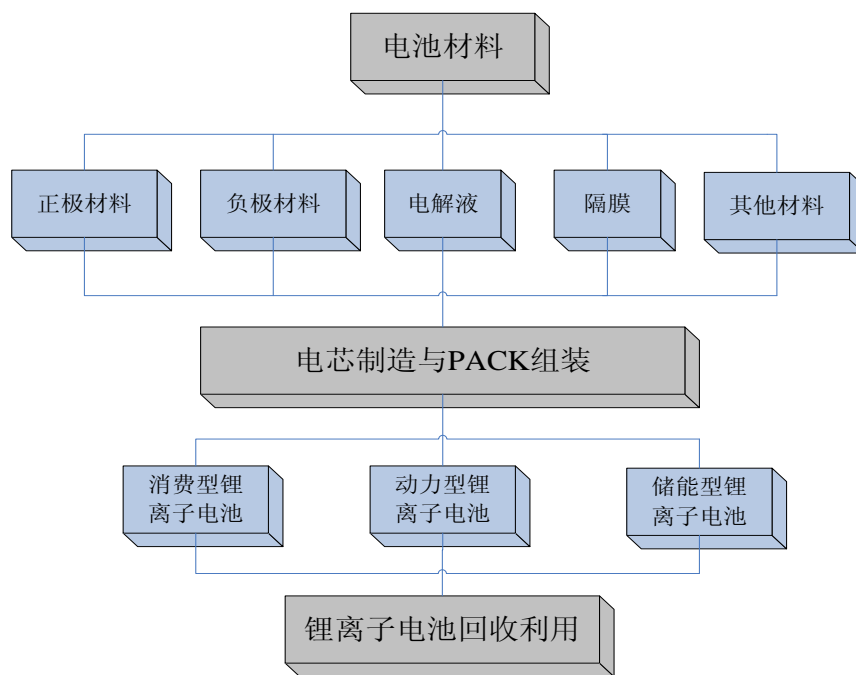 电池材料
正极材料
负极材料
电解液
隔膜
其他材料
电芯制造与PACK组装
消费型锂
离子电池
动力型锂
离子电池
储能型锂
离子电池
锂离子电池回收利用